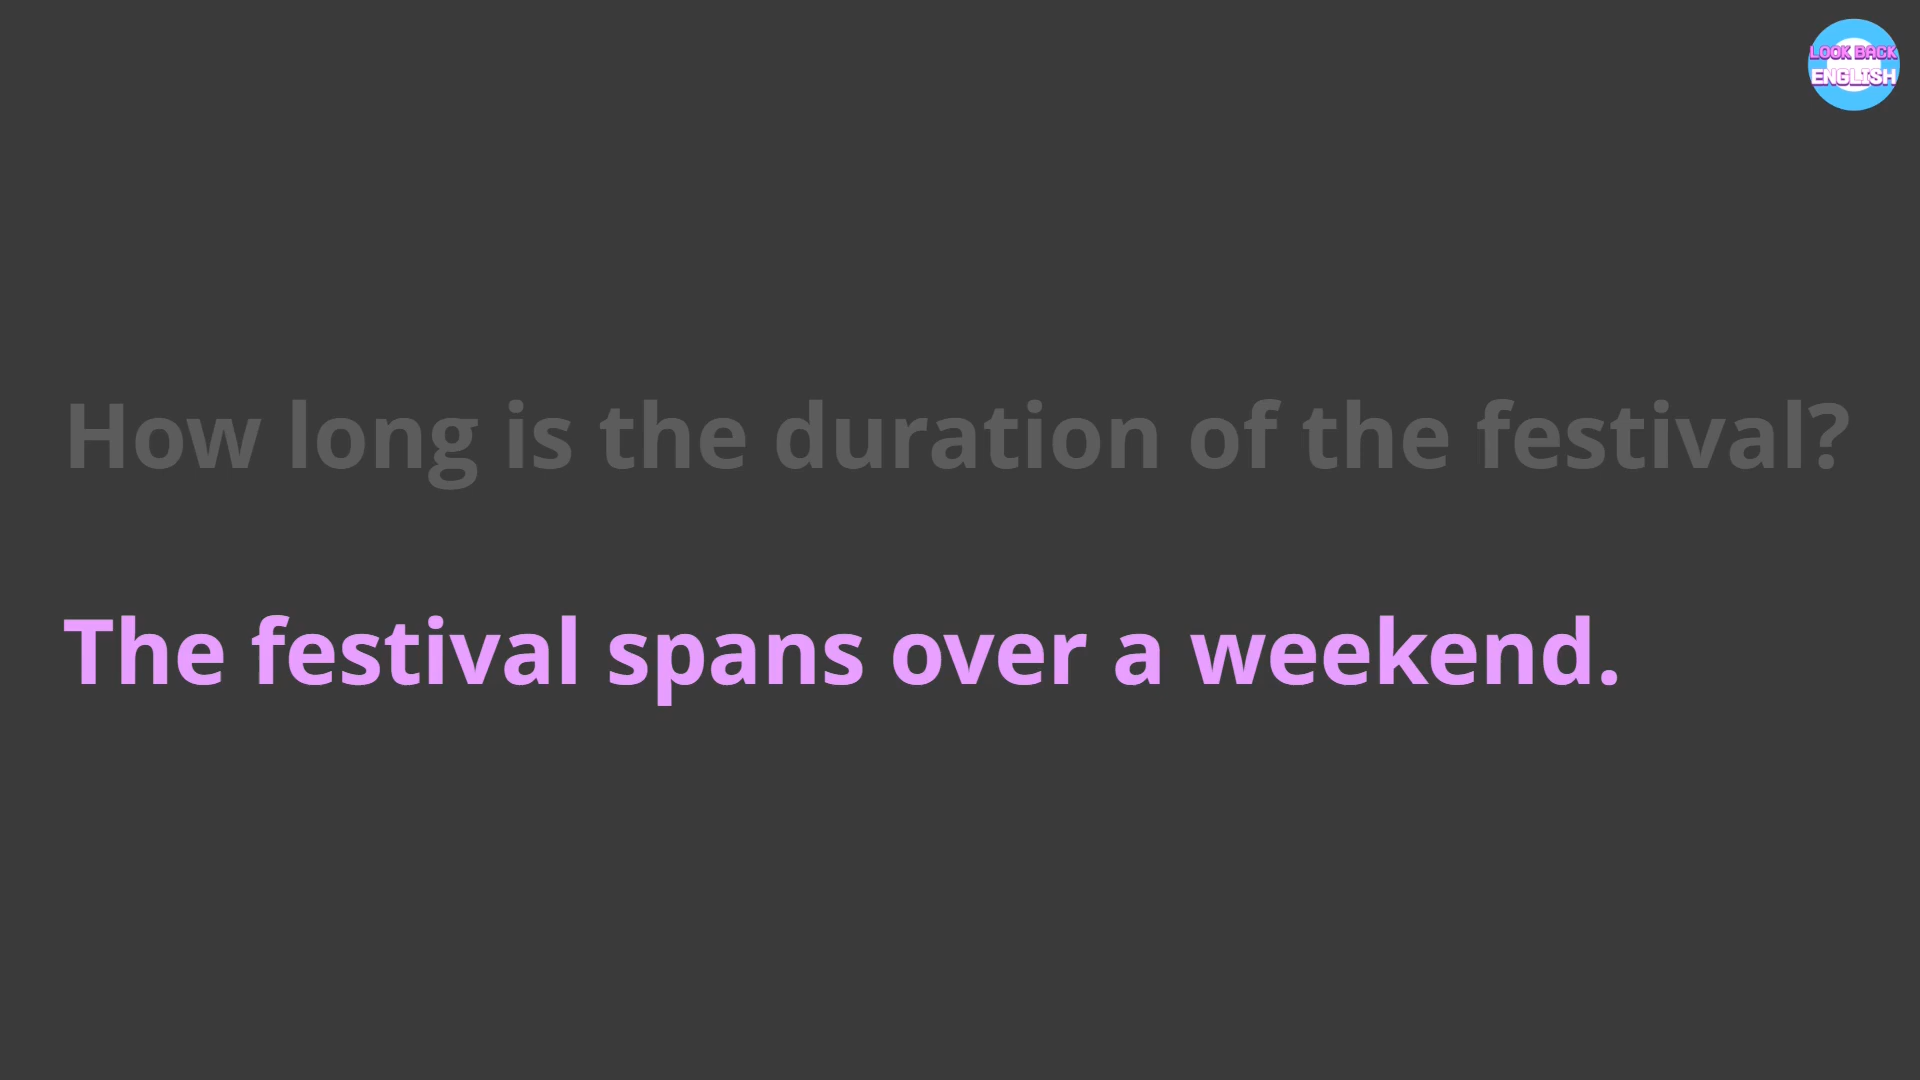 LOOK BACK
ENGLISH
How long is the duration of the festival?
The festival spans over a weekend.